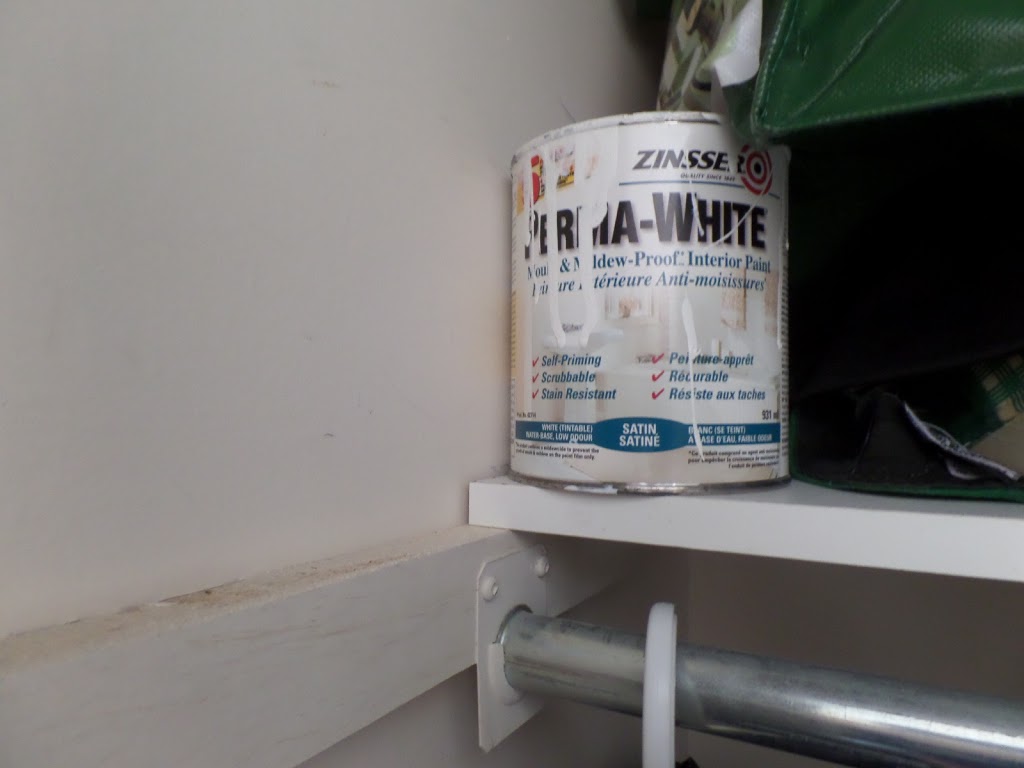 ZINSSER
QUALITY SINCE 1849
PERMA-WHITE
Mould & Mildew-Proof™ Interior Paint
Peinture Intérieure Anti-moisissures*
✓ Self-Priming
✓ Peinture-apprêt
✓ Scrubbable
✓ Récurable
✓ Stain Resistant
✓ Résiste aux taches
931 ml
WHITE (TINTABLE)
WATER-BASE, LOW ODOUR
SATIN
SATINÉ
BLANC (SE TEINT)
À BASE D'EAU, FAIBLE ODEUR